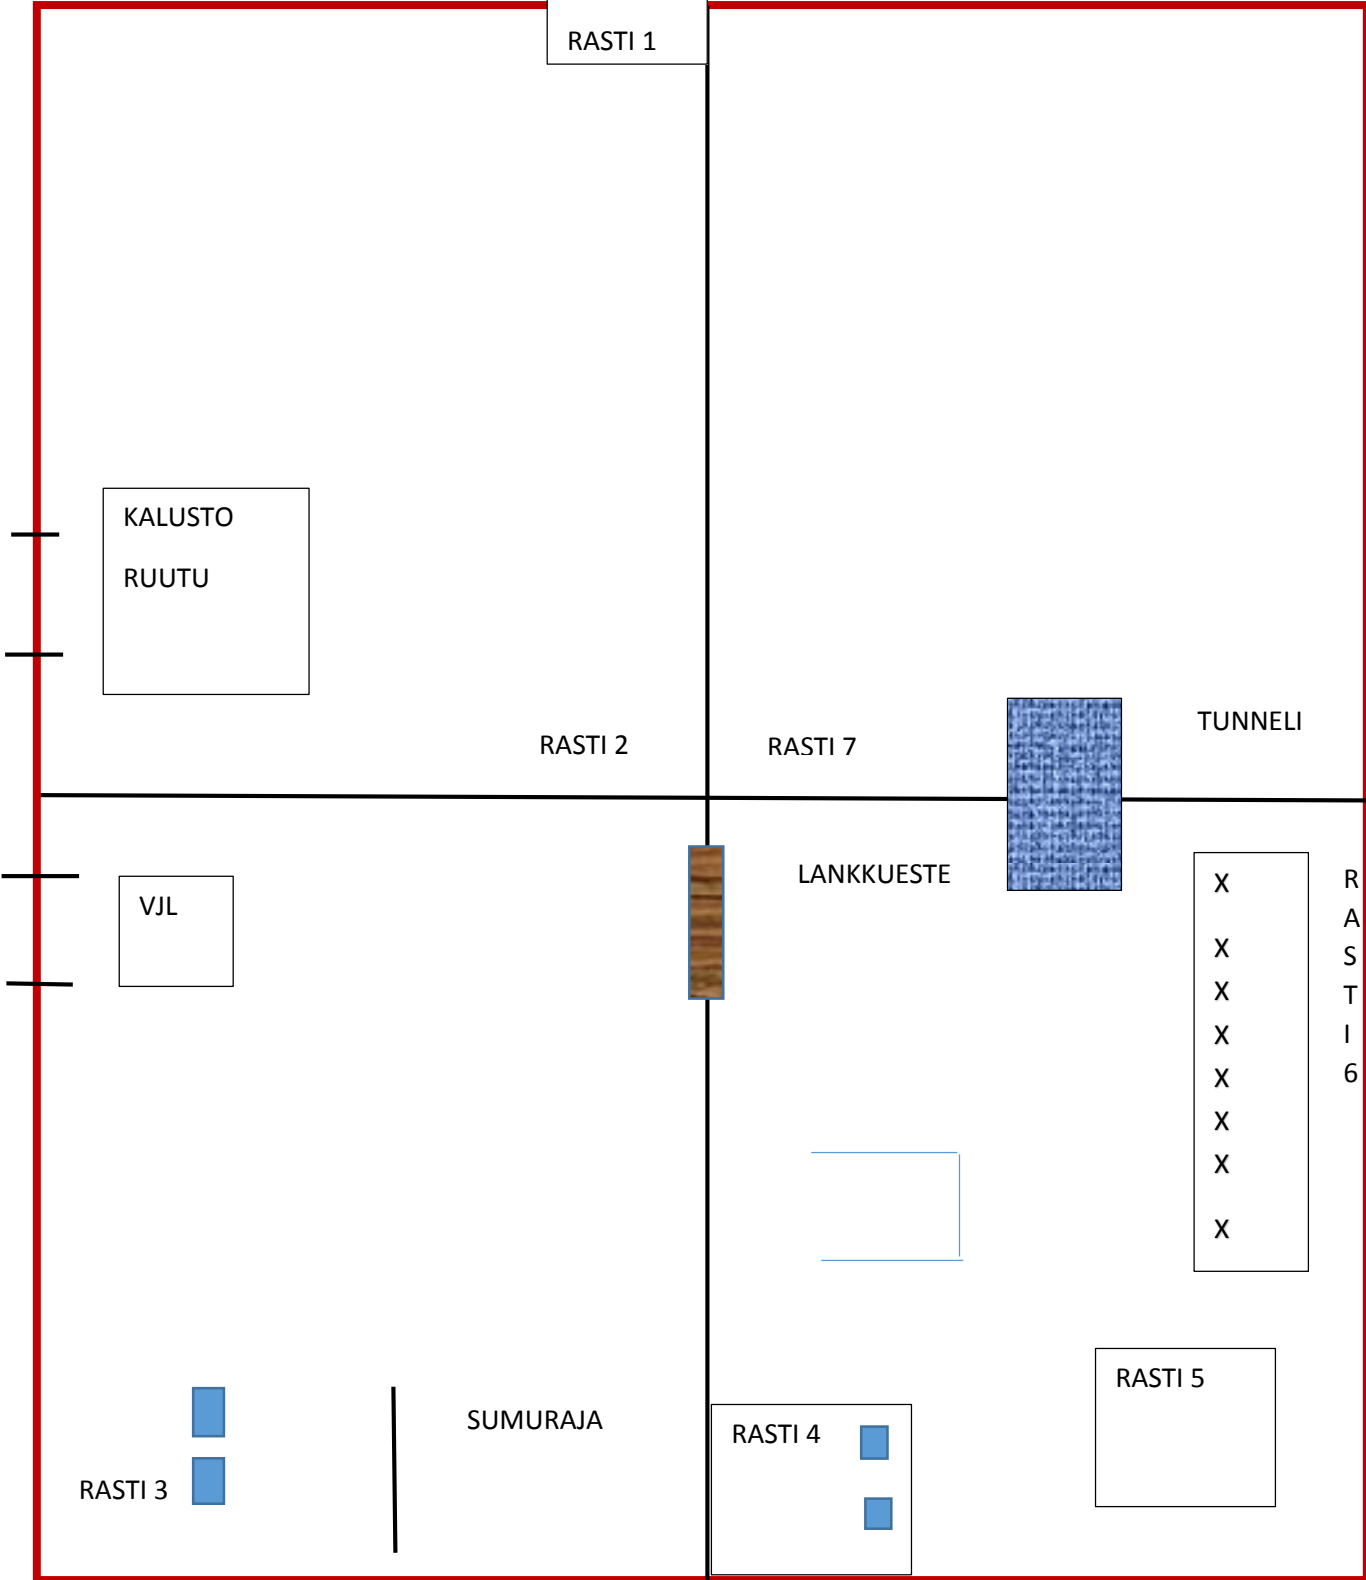 RASTI 1
KALUSTO
RUUTU
RASTI 2
RASTI 7
TUNNELI
VJL
LANKKUESTE
X
X
X
X
X
X
X
X
R
A
S
T
I
6
SUMURAJA
RASTI 3
RASTI 4
RASTI 5